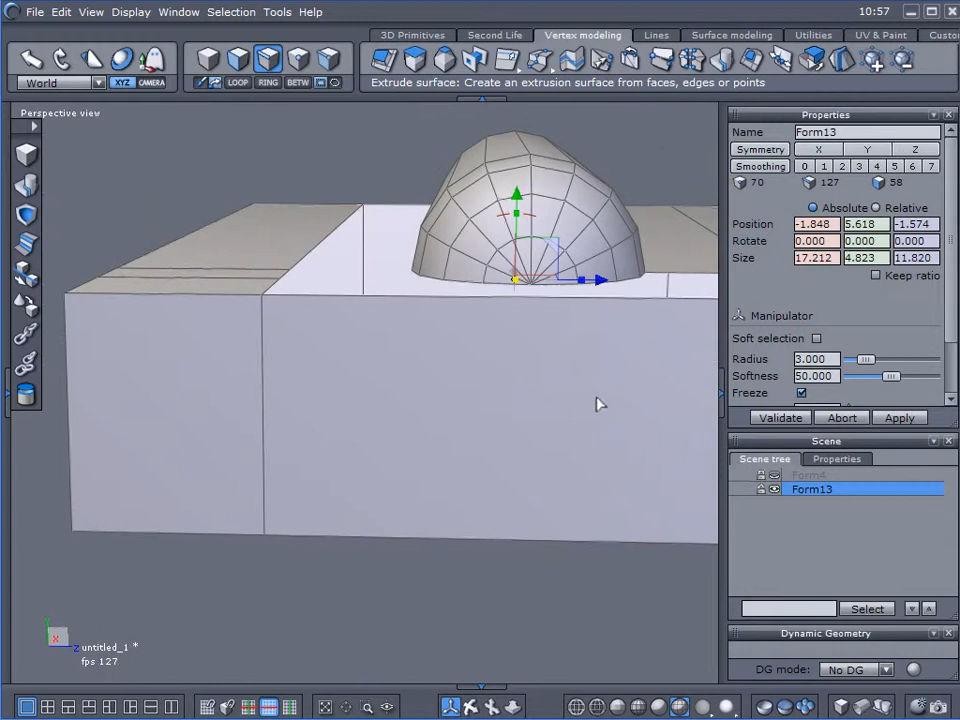 File Edit View Display Window Selection Tools Help 10:57
3D Primitives Second Life Vertex modeling Lines Surface modeling Utilities UV & Paint Custo
World XYZ CAMERA LOOP RING BETW
Extrude surface: Create an extrusion surface from faces, edges or points
Perspective view
Properties
Name Form13
Symmetry X Y Z
Smoothing 0 1 2 3 4 5 6 7
70 127 58
Absolute Relative
Position -1.848 5.618 -1.574
Rotate 0.000 0.000 0.000
Size 17.212 4.823 11.820
Keep ratio
Manipulator
Soft selection
Radius 3.000
Softness 50.000
Freeze
Validate Abort Apply
Scene
Scene tree Properties
Form4
Form13
Select
Dynamic Geometry
DG mode: No DG
Y
X
Z
untitled_1 *
fps 127